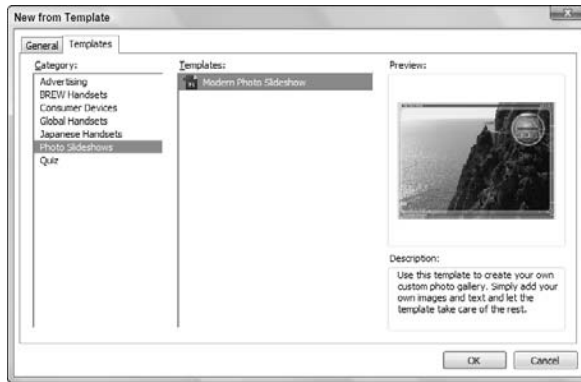 New from Template
General
Templates
Category:
Advertising
BREW Handsets
Consumer Devices
Global Handsets
Japanese Handsets
Photo Slideshows
Quiz
Templates:
Modern Photo Slideshow
Preview:
Description:
Use this template to create your own
custom photo gallery. Simply add your
own images and text and let the
template take care of the rest.
OK
Cancel